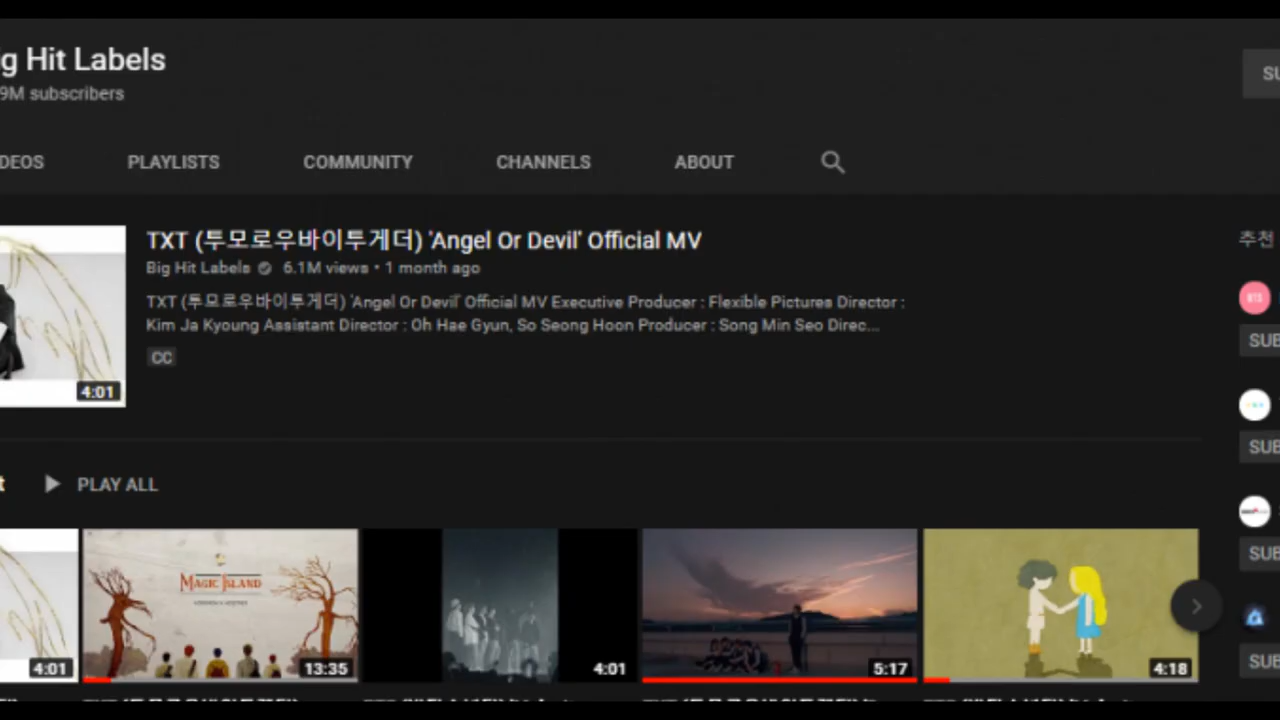 ig Hit Labels
9M subscribers
SU
DEOS PLAYLISTS COMMUNITY CHANNELS ABOUT
TXT (투모로우바이투게더) 'Angel Or Devil' Official MV
Big Hit Labels 6.1M views • 1 month ago
TXT (투모로우바이투게더) 'Angel Or Devil' Official MV Executive Producer : Flexible Pictures Director :
Kim Ja Kyoung Assistant Director : Oh Hae Gyun, So Seong Hoon Producer : Song Min Seo Direc...
CC
4:01
추천
BTS
SUB
SUB
SUB
SUB
t PLAY ALL
MAGIC ISLAND
4:01 13:35 4:01 5:17 4:18